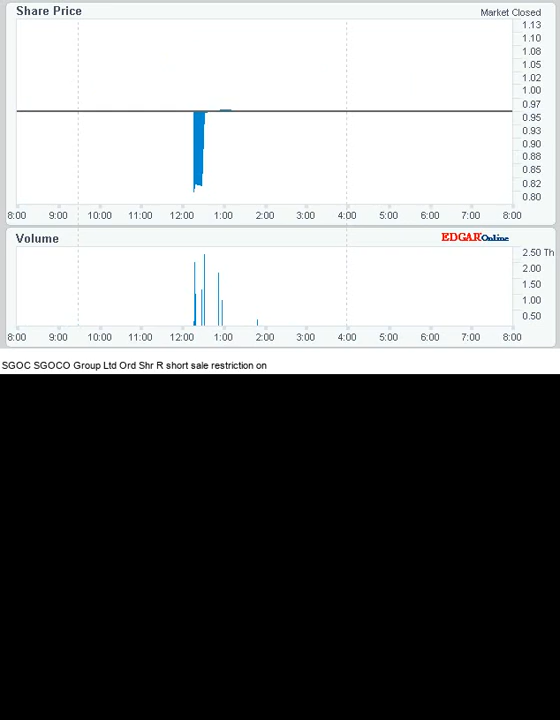 Share Price
Market Closed
1.13
1.10
1.08
1.05
1.02
1.00
0.97
0.95
0.93
0.90
0.88
0.85
0.82
0.80
8:00 9:00 10:00 11:00 12:00 1:00 2:00 3:00 4:00 5:00 6:00 7:00 8:00
Volume
EDGAROnline
2.50 Th
2.00
1.50
1.00
0.50
8:00 9:00 10:00 11:00 12:00 1:00 2:00 3:00 4:00 5:00 6:00 7:00 8:00
SGOC SGOCO Group Ltd Ord Shr R short sale restriction on